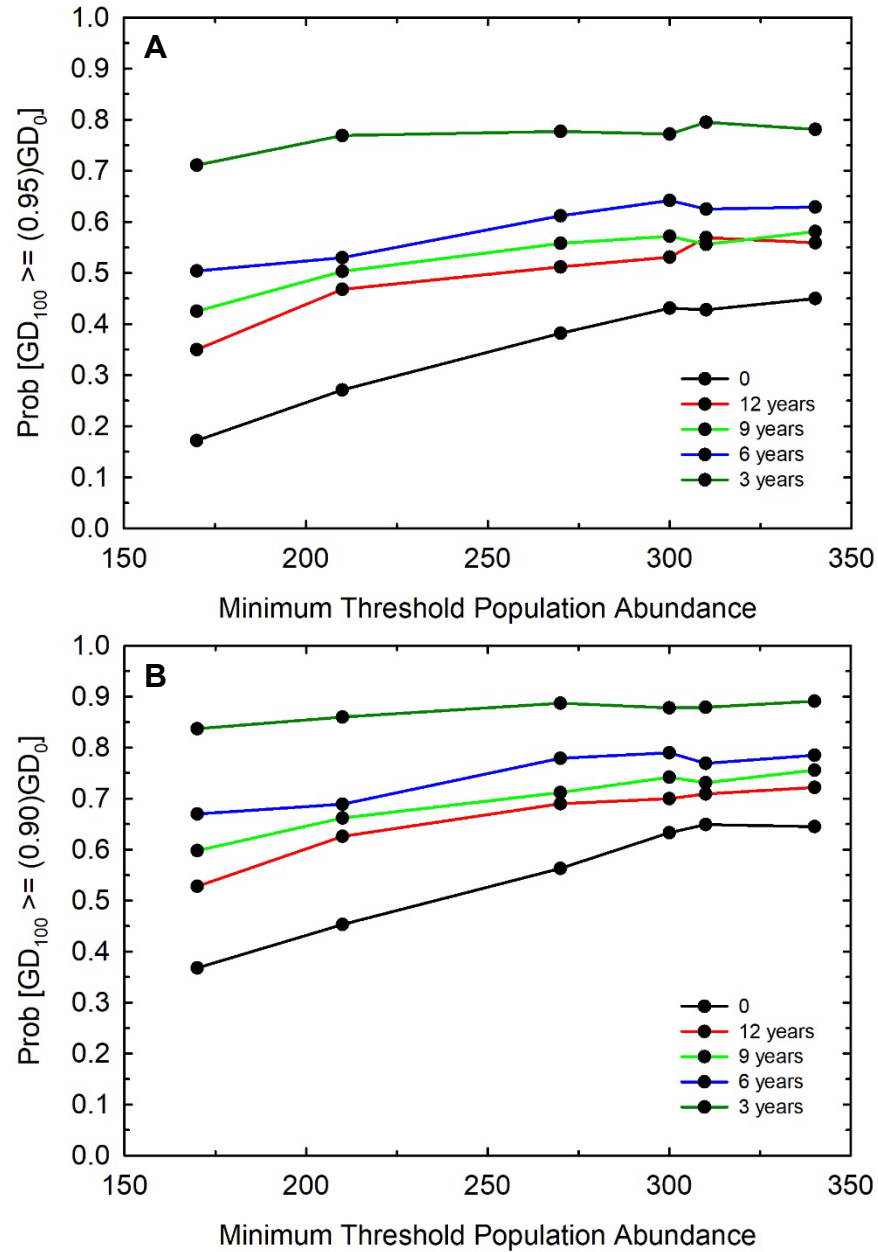 A
Prob [GD100 >= (0.95)GD0]
1.0
0.9
0.8
0.7
0.6
0.5
0.4
0.3
0.2
0.1
0.0
0
12 years
9 years
6 years
3 years
150 200 250 300 350
Minimum Threshold Population Abundance
B
Prob [GD100 >= (0.90)GD0]
1.0
0.9
0.8
0.7
0.6
0.5
0.4
0.3
0.2
0.1
0.0
0
12 years
9 years
6 years
3 years
150 200 250 300 350
Minimum Threshold Population Abundance